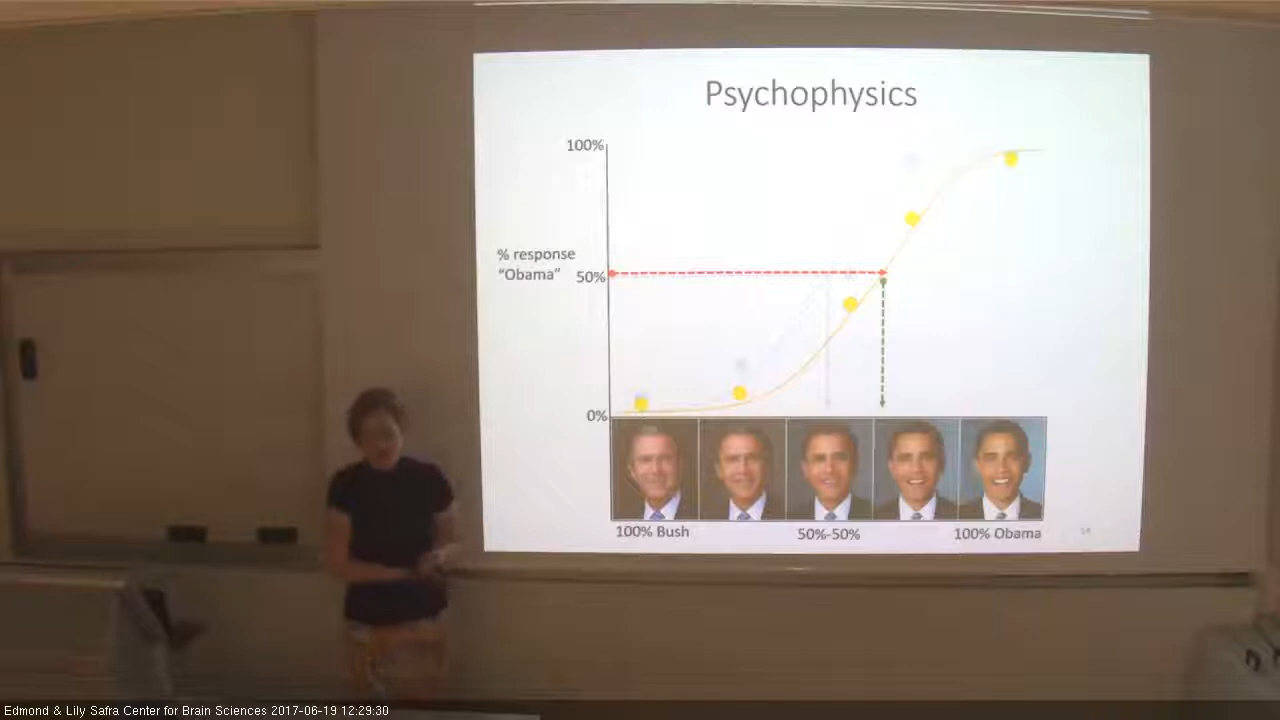 Psychophysics
100%
% response
"Obama"
50%
0%
100% Bush
50%-50%
100% Obama
Edmond & Lily Safra Center for Brain Sciences 2017-06-19 12:29:30